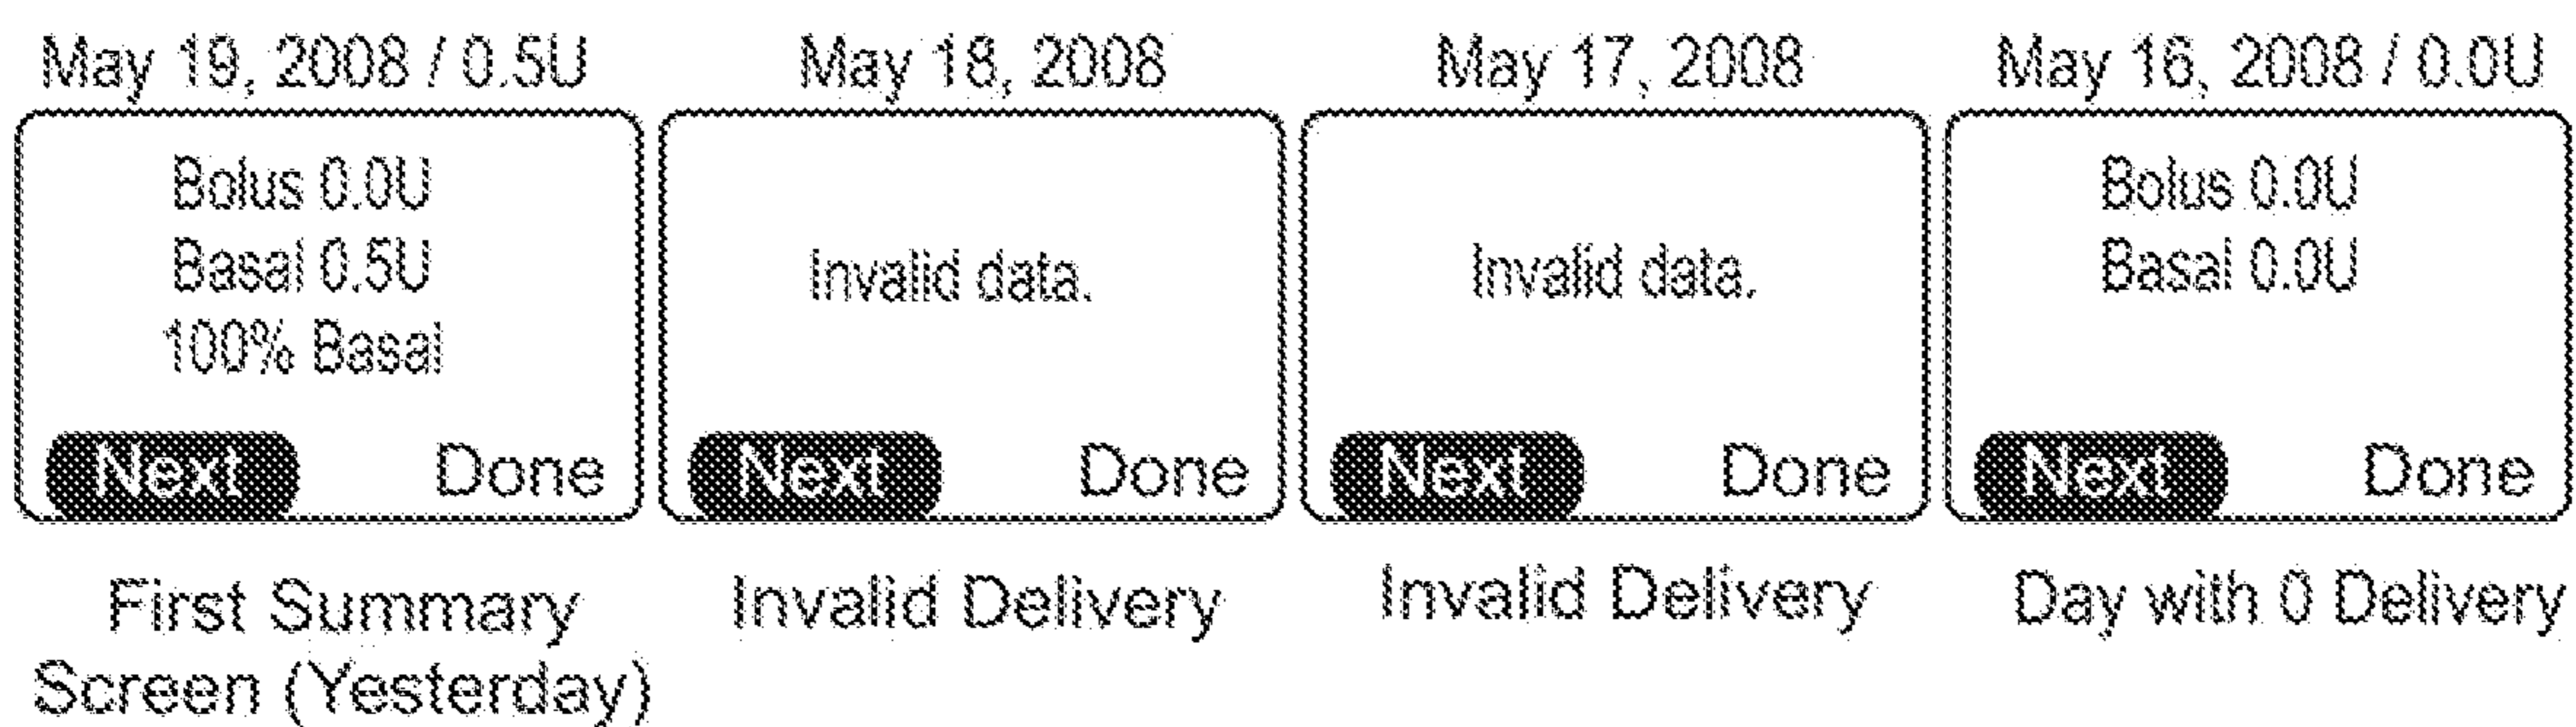 May 19, 2008 / 0.5U
Bolus 0.0U
Basal 0.5U
100% Basal
Next Done
First Summary
Screen (Yesterday)
May 18, 2008
Invalid data.
Next Done
Invalid Delivery
May 17, 2008
Invalid data.
Next Done
Invalid Delivery
May 16, 2008 / 0.0U
Bolus 0.0U
Basal 0.0U
Next Done
Day with 0 Delivery